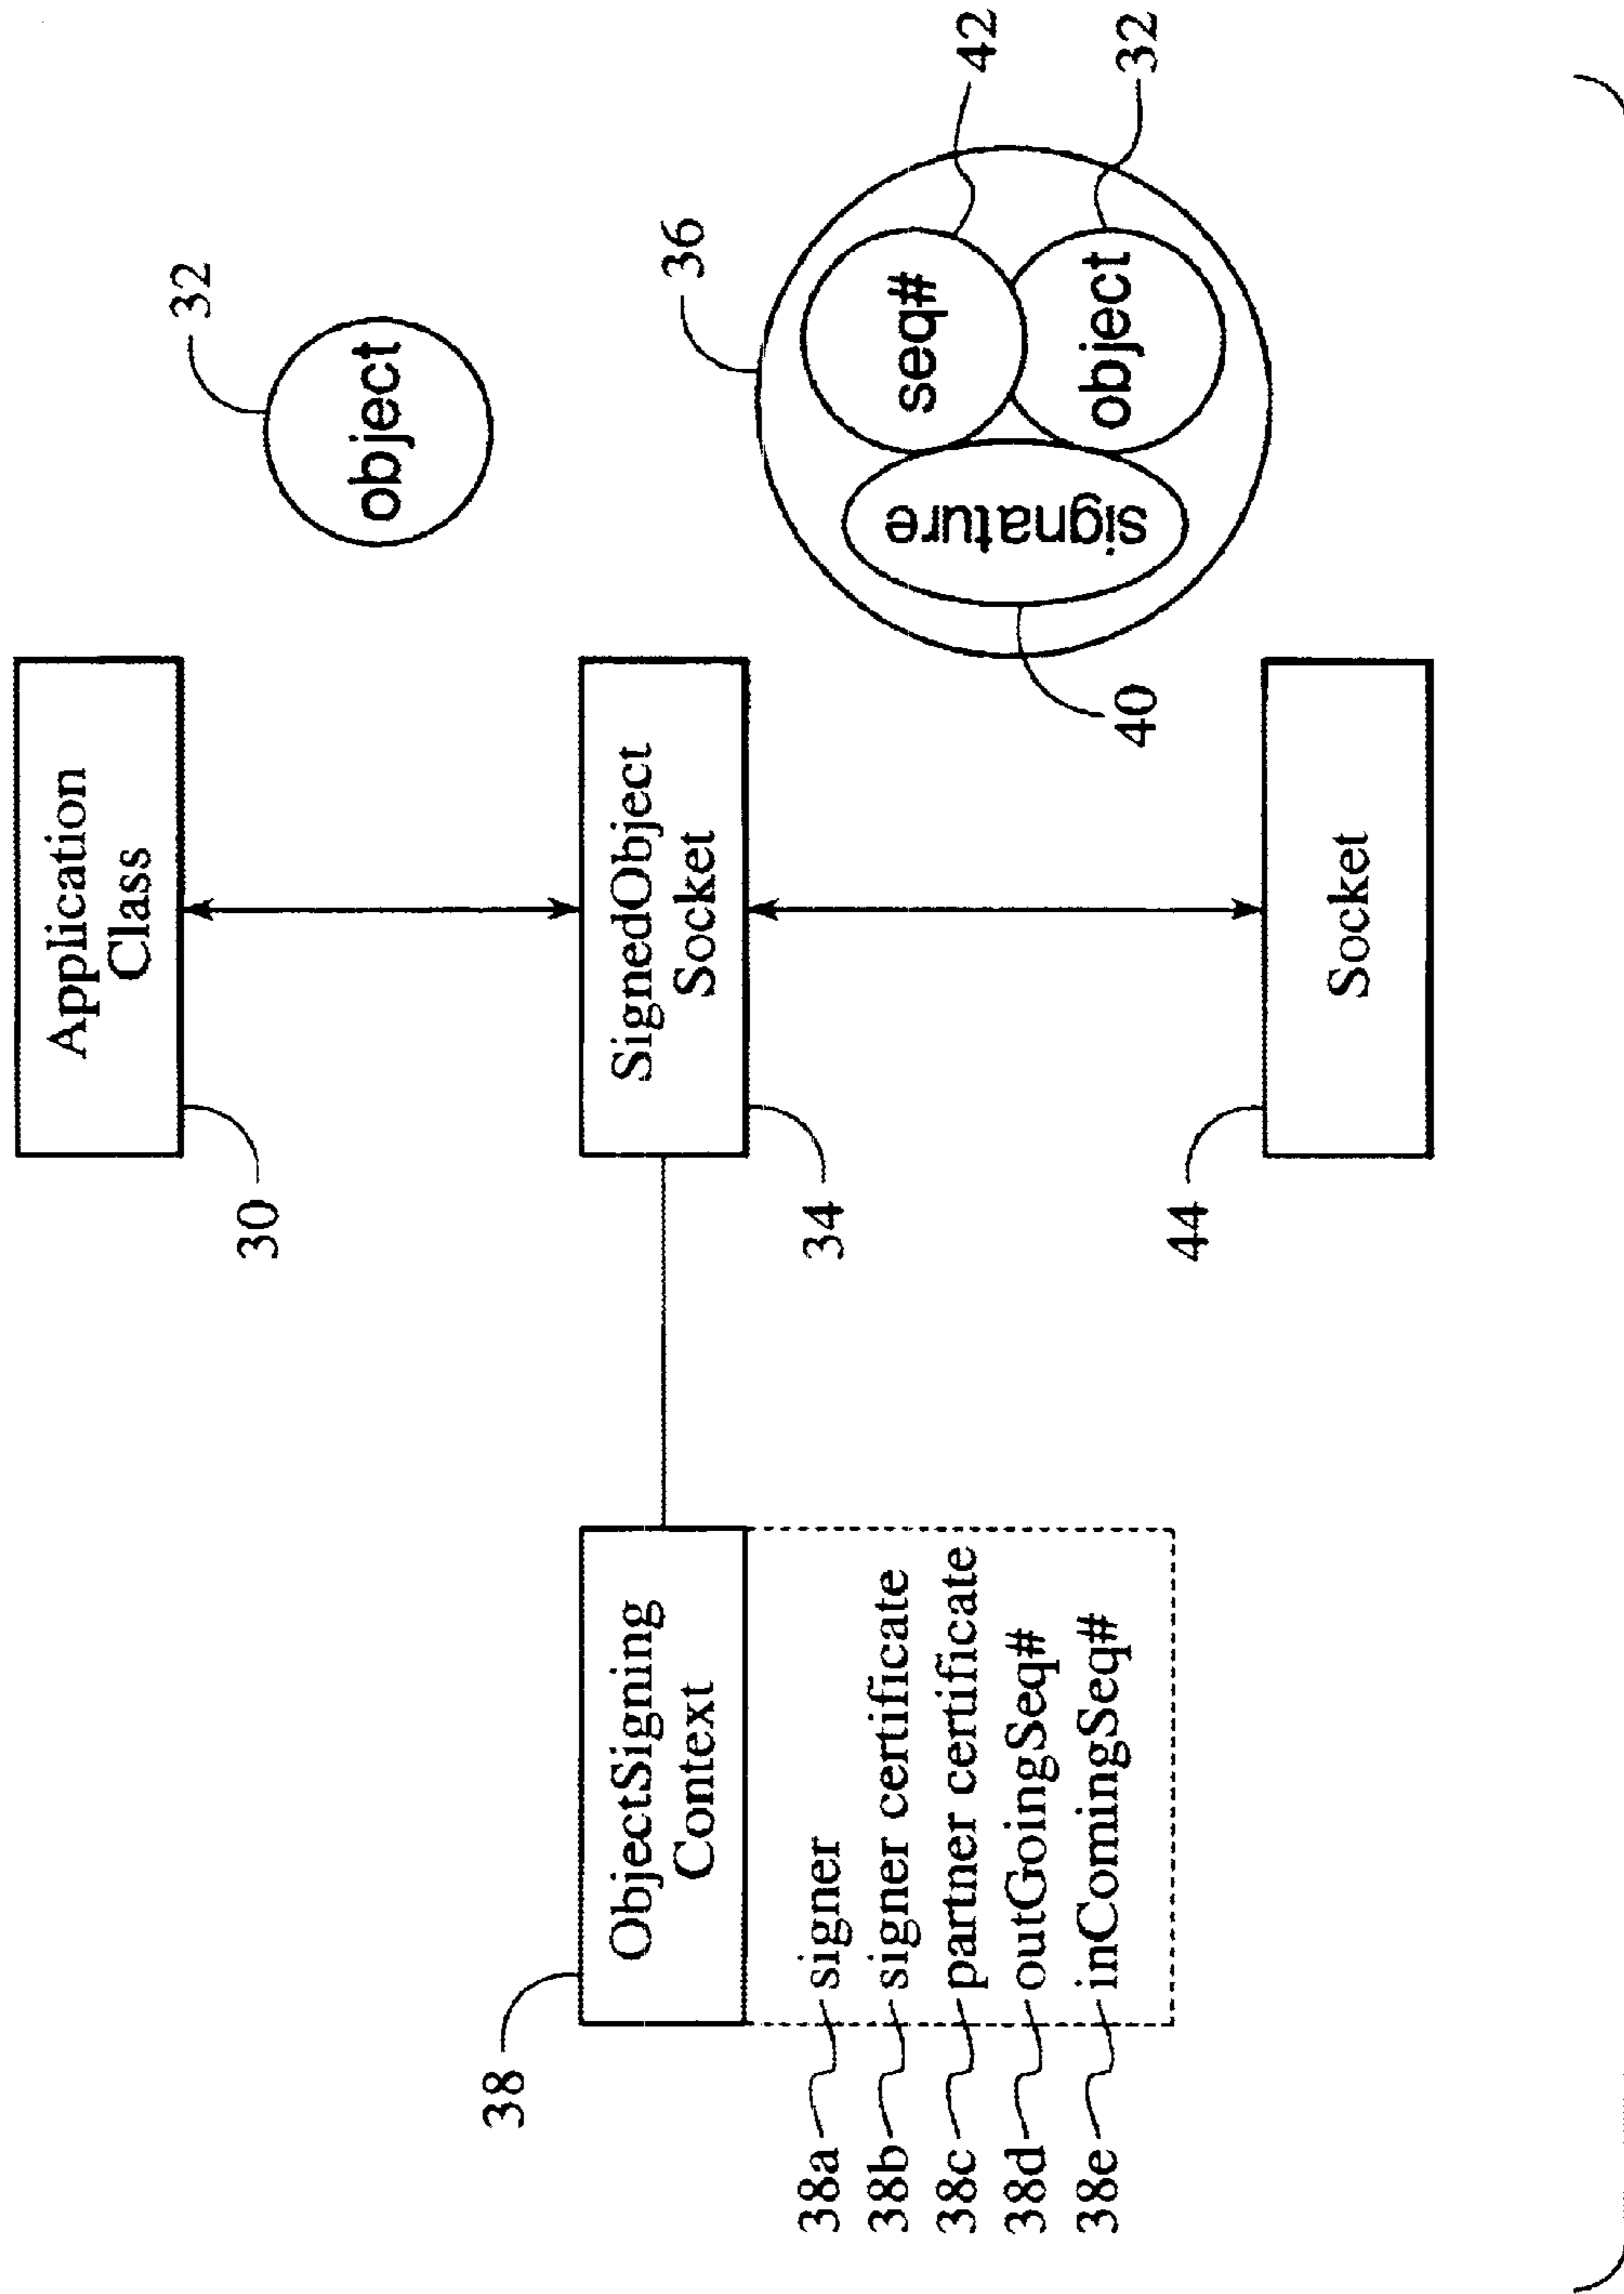 Application
Class
30
object
32
SignedObject
Socket
34
36
seq#
42
object
32
signature
40
ObjectSigning
Context
38
38a signer
38b signer certificate
38c partner certificate
38d outGoingSeq#
38e inComingSeq#
Socket
44